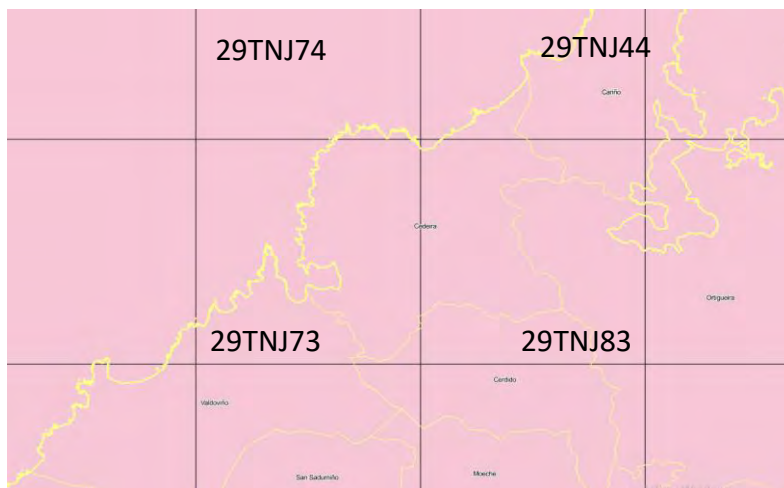 29TNJ74
29TNJ44
Cariño
Cedeira
Ortigueira
29TNJ73
29TNJ83
Cerdido
Valdoviño
San Sadurniño
Moeche